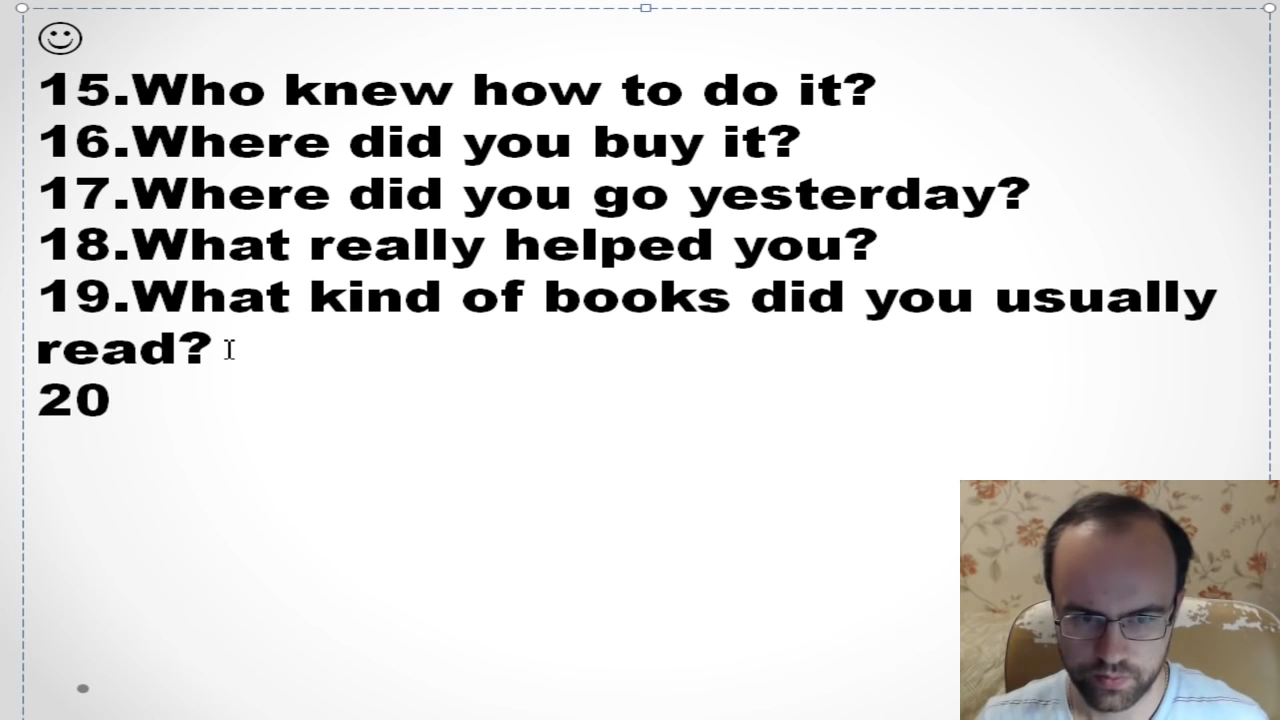 15.Who knew how to do it?
16.Where did you buy it?
17.Where did you go yesterday?
18.What really helped you?
19.What kind of books did you usually
read?
20